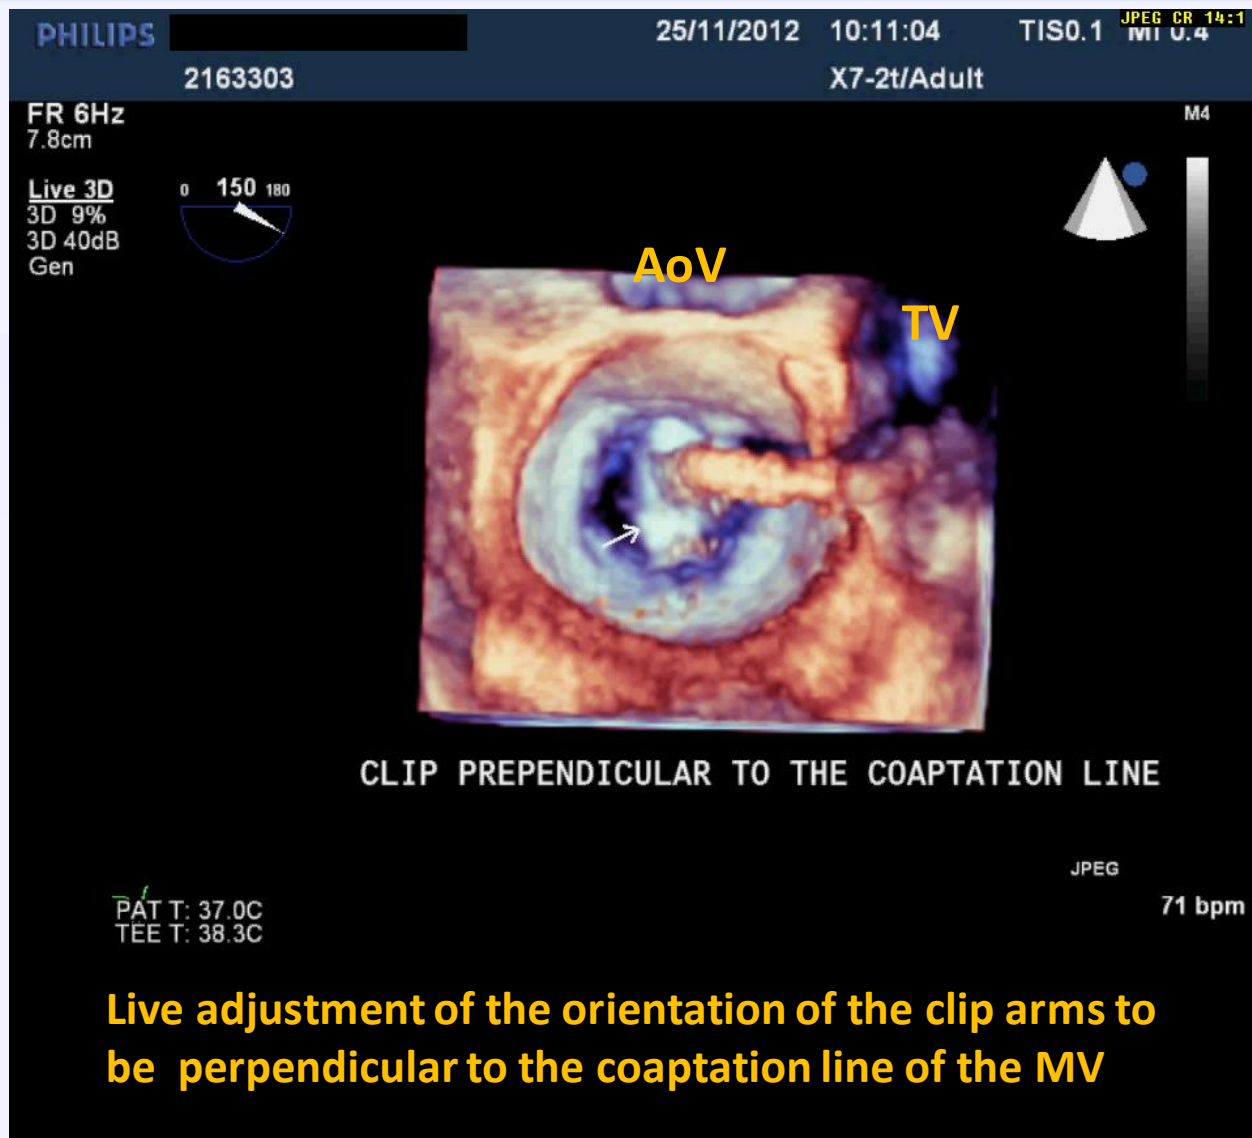 PHILIPS 25/11/2012 10:11:04 TIS0.1 MI 0.4
JPEG CR 14:1
2163303 X7-2t/Adult
FR 6Hz
7.8cm
M4
Live 3D
3D 9%
3D 40dB
Gen
0 150 180
AoV
TV
CLIP PREPENDICULAR TO THE COAPTATION LINE
JPEG
71 bpm
PAT T: 37.0C
TEE T: 38.3C
Live adjustment of the orientation of the clip arms to
be perpendicular to the coaptation line of the MV